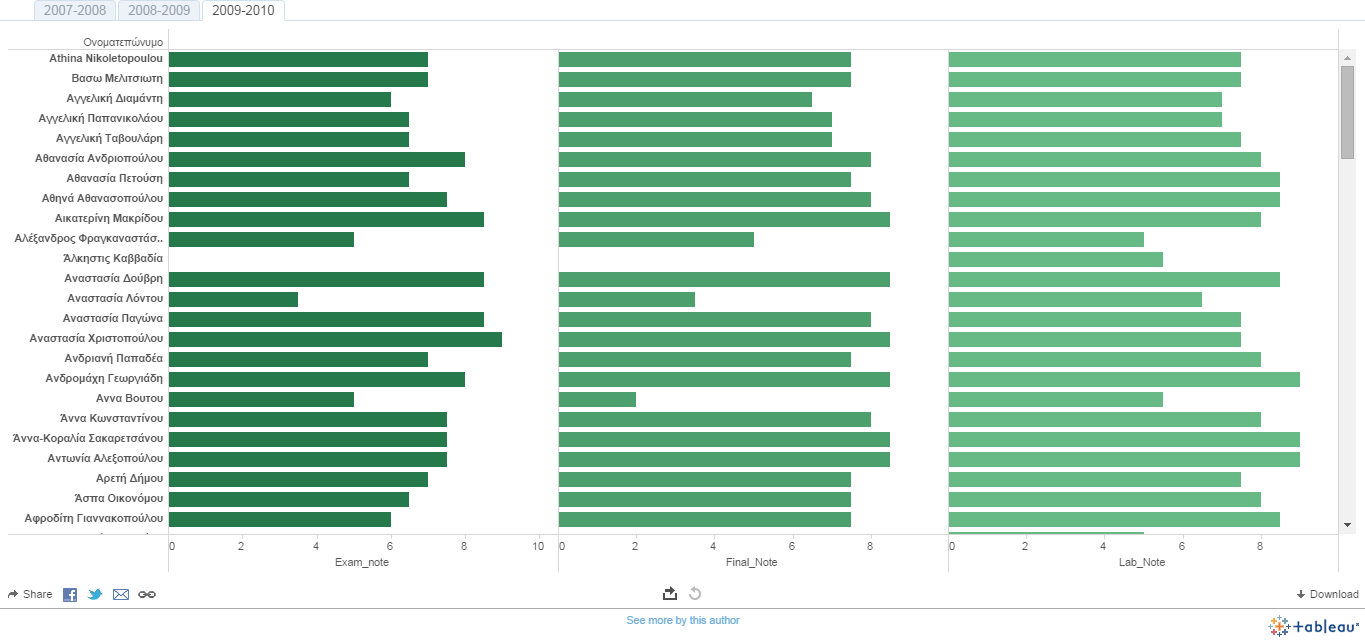 2007-2008 2008-2009 2009-2010
Ονοματεπώνυμο
Athina Nikoletopoulou
Βασω Μελιτσιωτη
Αγγελική Διαμάντη
Αγγελική Παπανικολάου
Αγγελική Ταβουλάρη
Αθανασία Ανδριοπούλου
Αθανασία Πετούση
Αθηνά Αθανασοπούλου
Αικατερίνη Μακρίδου
Αλέξανδρος Φραγκαναστάσ..
Άλκηστις Καββαδία
Αναστασία Δούβρη
Αναστασία Λόντου
Αναστασία Παγώνα
Αναστασία Χριστοπούλου
Ανδριανή Παπαδέα
Ανδρομάχη Γεωργιάδη
Αννα Βουτου
Άννα Κωνσταντίνου
Άννα-Κοραλία Σακαρετσάνου
Αντωνία Αλεξοπούλου
Αρετή Δήμου
Άσπα Οικονόμου
Αφροδίτη Γιαννακοπούλου
0 2 4 6 8 10 0 2 4 6 8 0 2 4 6 8
Exam_note Final_Note Lab_Note
Share Download
See more by this author
+ableau